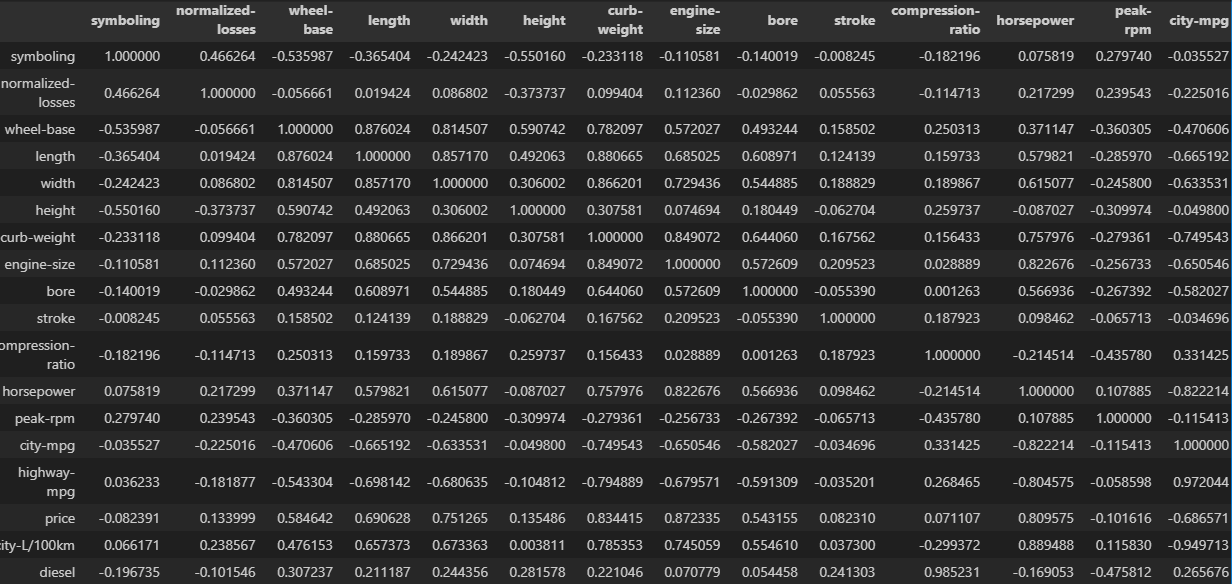 symboling normalized-losses wheel-base length width height curb-weight engine-size bore stroke compression-ratio horsepower peak-rpm city-mpg
symboling 1.000000 0.466264 -0.535987 -0.365404 -0.242423 -0.550160 -0.233118 -0.110581 -0.140019 -0.008245 -0.182196 0.075819 0.279740 -0.035527
normalized-losses 0.466264 1.000000 -0.056661 0.019424 0.086802 -0.373737 0.099404 0.112360 -0.029862 0.055563 -0.114713 0.217299 0.239543 -0.225016
wheel-base -0.535987 -0.056661 1.000000 0.876024 0.814507 0.590742 0.782097 0.572027 0.493244 0.158502 0.250313 0.371147 -0.360305 -0.470606
length -0.365404 0.019424 0.876024 1.000000 0.857170 0.492063 0.880665 0.685025 0.608971 0.124139 0.159733 0.579821 -0.285970 -0.665192
width -0.242423 0.086802 0.814507 0.857170 1.000000 0.306002 0.866201 0.729436 0.544885 0.188829 0.189867 0.615077 -0.245800 -0.633531
height -0.550160 -0.373737 0.590742 0.492063 0.306002 1.000000 0.307581 0.074694 0.180449 -0.062704 0.259737 -0.087027 -0.309974 -0.049800
curb-weight -0.233118 0.099404 0.782097 0.880665 0.866201 0.307581 1.000000 0.849072 0.644060 0.167562 0.156433 0.757976 -0.279361 -0.749543
engine-size -0.110581 0.112360 0.572027 0.685025 0.729436 0.074694 0.849072 1.000000 0.572609 0.209523 0.028889 0.822676 -0.256733 -0.650546
bore -0.140019 -0.029862 0.493244 0.608971 0.544885 0.180449 0.644060 0.572609 1.000000 -0.055390 0.001263 0.566936 -0.267392 -0.582027
stroke -0.008245 0.055563 0.158502 0.124139 0.188829 -0.062704 0.167562 0.209523 -0.055390 1.000000 0.187923 0.098462 -0.065713 -0.034696
ompression-ratio -0.182196 -0.114713 0.250313 0.159733 0.189867 0.259737 0.156433 0.028889 0.001263 0.187923 1.000000 -0.214514 -0.435780 0.331425
horsepower 0.075819 0.217299 0.371147 0.579821 0.615077 -0.087027 0.757976 0.822676 0.566936 0.098462 -0.214514 1.000000 0.107885 -0.822214
peak-rpm 0.279740 0.239543 -0.360305 -0.285970 -0.245800 -0.309974 -0.279361 -0.256733 -0.267392 -0.065713 -0.435780 0.107885 1.000000 -0.115413
city-mpg -0.035527 -0.225016 -0.470606 -0.665192 -0.633531 -0.049800 -0.749543 -0.650546 -0.582027 -0.034696 0.331425 -0.822214 -0.115413 1.000000
highway-mpg 0.036233 -0.181877 -0.543304 -0.698142 -0.680635 -0.104812 -0.794889 -0.679571 -0.591309 -0.035201 0.268465 -0.804575 -0.058598 0.972044
price -0.082391 0.133999 0.584642 0.690628 0.751265 0.135486 0.834415 0.872335 0.543155 0.082310 0.071107 0.809575 -0.101616 -0.686571
ity-L/100km 0.066171 0.238567 0.476153 0.657373 0.673363 0.003811 0.785353 0.745059 0.554610 0.037300 -0.299372 0.889488 0.115830 -0.949713
diesel -0.196735 -0.101546 0.307237 0.211187 0.244356 0.281578 0.221046 0.070779 0.054458 0.241303 0.985231 -0.169053 -0.475812 0.265676